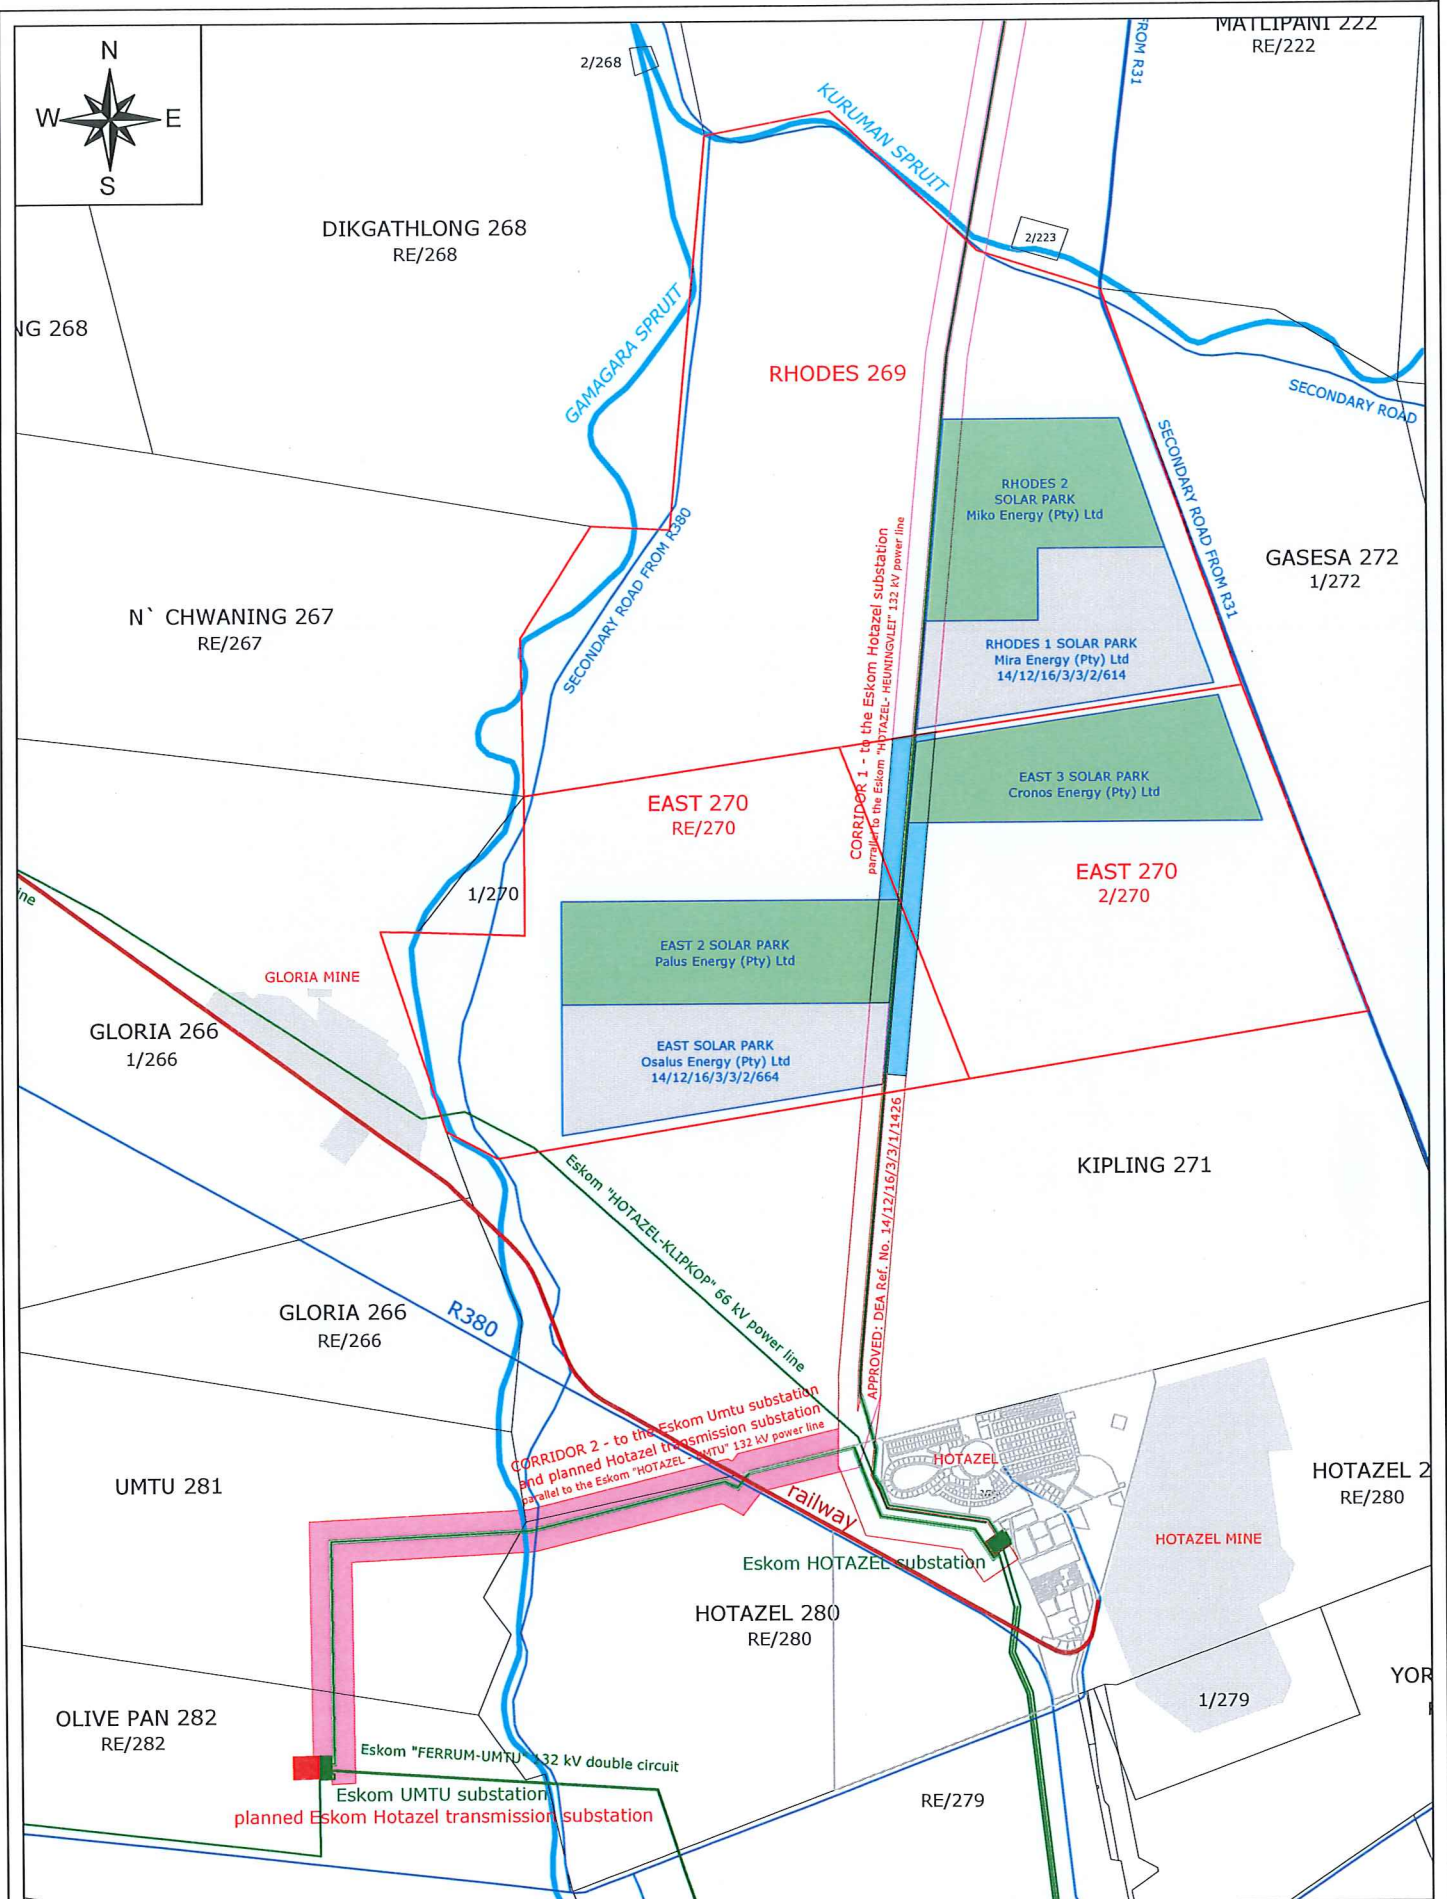 N
W
E
S
2/268
KURUMAN SPRUIT
FROM R31
MATLIPANI 222
RE/222
DIKGATHLONG 268
RE/268
2/223
NG 268
GAMAGARA SPRUIT
RHODES 269
SECONDARY ROAD
SECONDARY ROAD FROM R31
RHODES 2
SOLAR PARK
Miko Energy (Pty) Ltd
GASESA 272
1/272
N` CHWANING 267
RE/267
SECONDARY ROAD FROM R380
RHODES 1 SOLAR PARK
Mira Energy (Pty) Ltd
14/12/16/3/3/2/614
CORRIDOR 1 - to the Eskom Hotazel substation
parrallel to the Eskom "HOTAZEL- HEUNINGVLEI" 132 kV power line
EAST 3 SOLAR PARK
Cronos Energy (Pty) Ltd
EAST 270
RE/270
EAST 270
2/270
1/270
ine
EAST 2 SOLAR PARK
Palus Energy (Pty) Ltd
GLORIA MINE
GLORIA 266
1/266
EAST SOLAR PARK
Osalus Energy (Pty) Ltd
14/12/16/3/3/2/664
APPROVED: DEA Ref. No. 14/12/16/3/3/1/1426
KIPLING 271
Eskom "HOTAZEL-KLIPKOP" 66 kV power line
GLORIA 266
RE/266
R380
CORRIDOR 2 - to the Eskom Umtu substation
and planned Hotazel transmission substation
parallel to the Eskom "HOTAZEL - UMTU" 132 kV power line
HOTAZEL
UMTU 281
railway
HOTAZEL 2
RE/280
HOTAZEL MINE
Eskom HOTAZEL substation
HOTAZEL 280
RE/280
OLIVE PAN 282
RE/282
1/279
YOR
Eskom "FERRUM-UMTU" 132 kV double circuit
Eskom UMTU substation
planned Eskom Hotazel transmission substation
RE/279